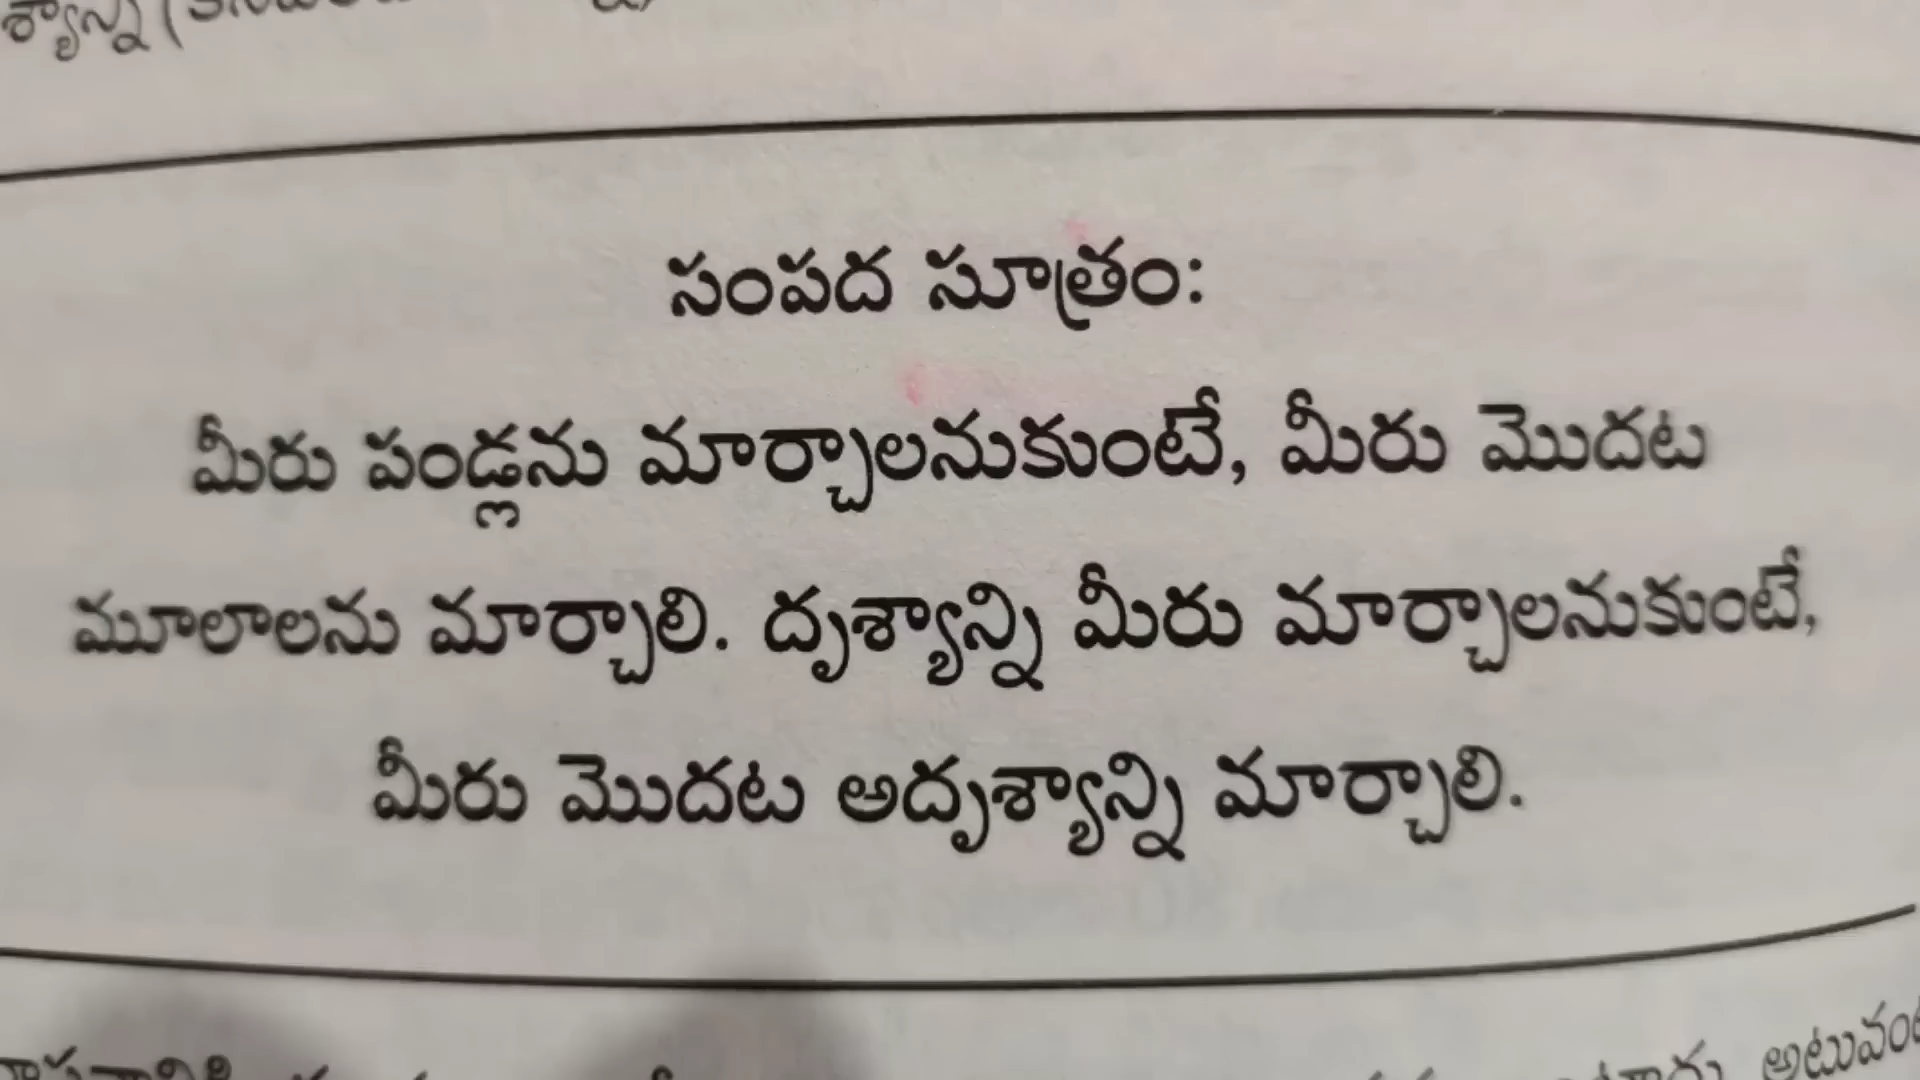 శ్యాన్ని
సంపద సూత్రం:
మీరు పండ్లను మార్చాలనుకుంటే, మీరు మొదట
మూలాలను మార్చాలి. దృశ్యాన్ని మీరు మార్చాలనుకుంటే,
మీరు మొదట అదృశ్యాన్ని మార్చాలి.